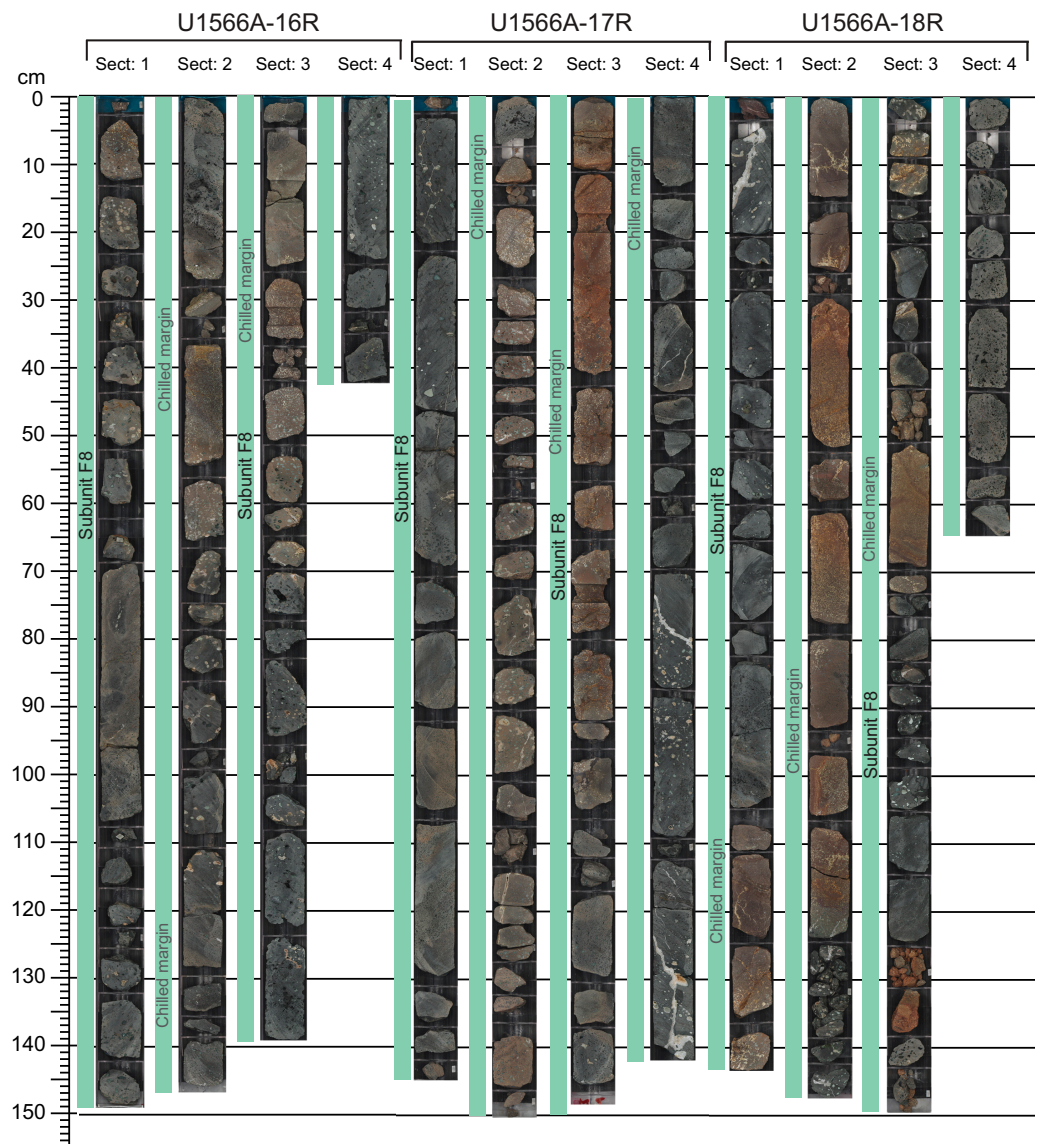 U1566A-16R U1566A-17R U1566A-18R
cm Sect: 1 Sect: 2 Sect: 3 Sect: 4 Sect: 1 Sect: 2 Sect: 3 Sect: 4 Sect: 1 Sect: 2 Sect: 3 Sect: 4
0
10
20
30
40
50
60
70
80
90
100
110
120
130
140
150
Subunit F8
Chilled margin
Chilled margin
Chilled margin
Subunit F8
Subunit F8
Chilled margin
Chilled margin
Subunit F8
Chilled margin
Subunit F8
Chilled margin
Chilled margin
Chilled margin
Subunit F8